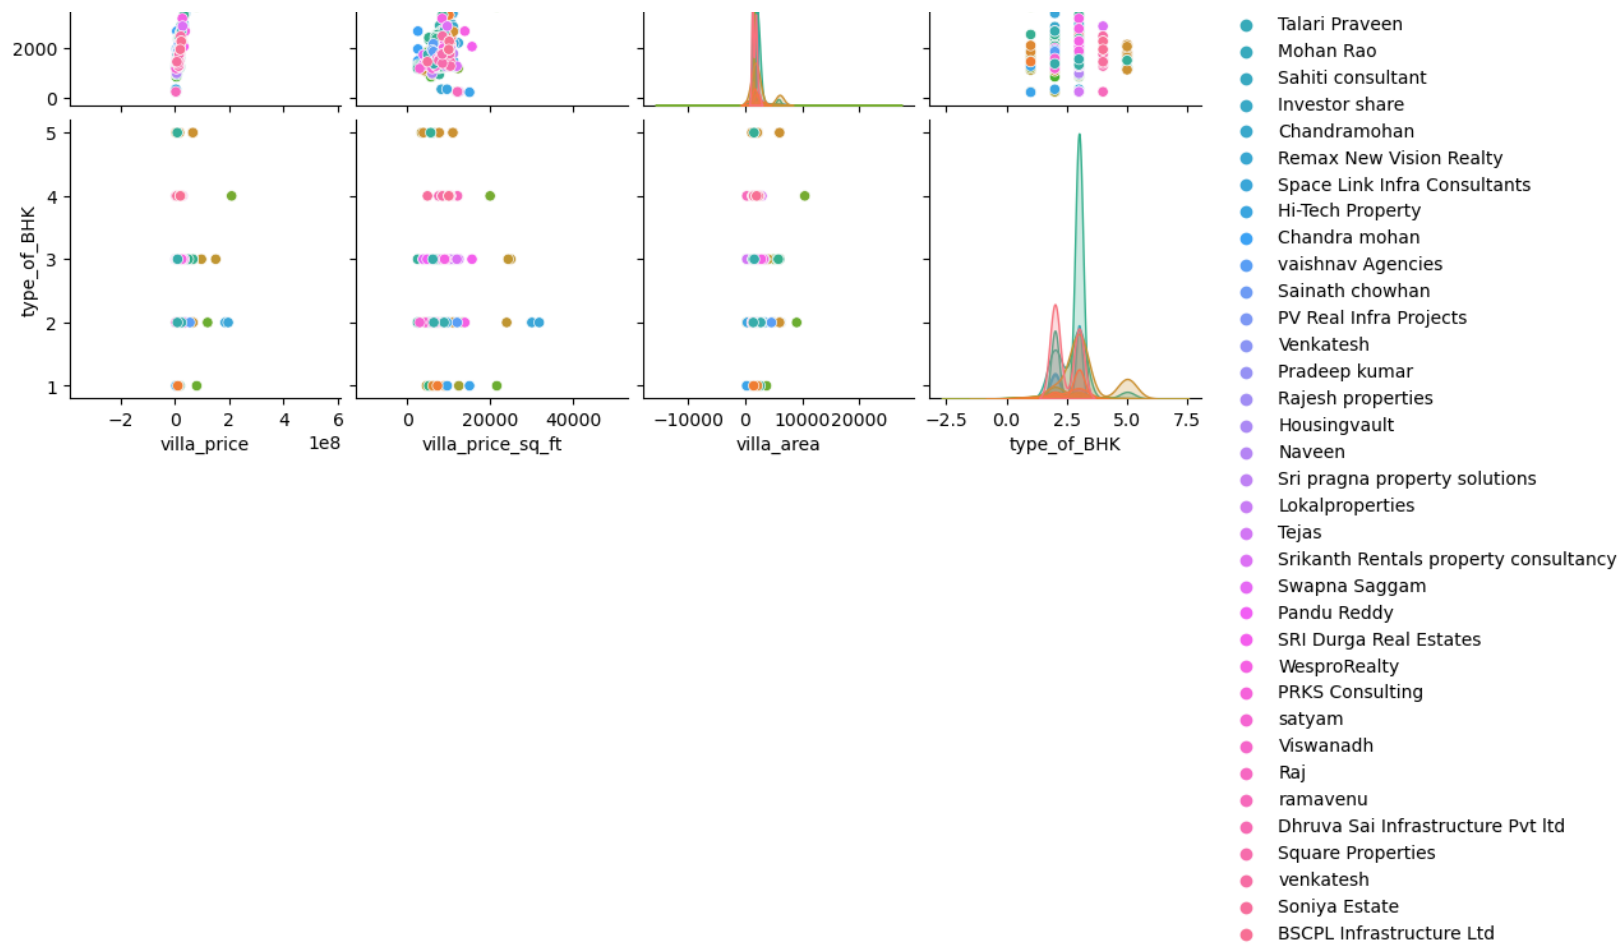 2000
0
type_of_BHK
5
4
3
2
1
−2 0 2 4 6
1e8
villa_price
0 20000 40000
villa_price_sq_ft
−10000 0 10000 20000
villa_area
−2.5 0.0 2.5 5.0 7.5
type_of_BHK
Talari Praveen
Mohan Rao
Sahiti consultant
Investor share
Chandramohan
Remax New Vision Realty
Space Link Infra Consultants
Hi-Tech Property
Chandra mohan
vaishnav Agencies
Sainath chowhan
PV Real Infra Projects
Venkatesh
Pradeep kumar
Rajesh properties
Housingvault
Naveen
Sri pragna property solutions
Lokalproperties
Tejas
Srikanth Rentals property consultancy
Swapna Saggam
Pandu Reddy
SRI Durga Real Estates
WesproRealty
PRKS Consulting
satyam
Viswanadh
Raj
ramavenu
Dhruva Sai Infrastructure Pvt ltd
Square Properties
venkatesh
Soniya Estate
BSCPL Infrastructure Ltd